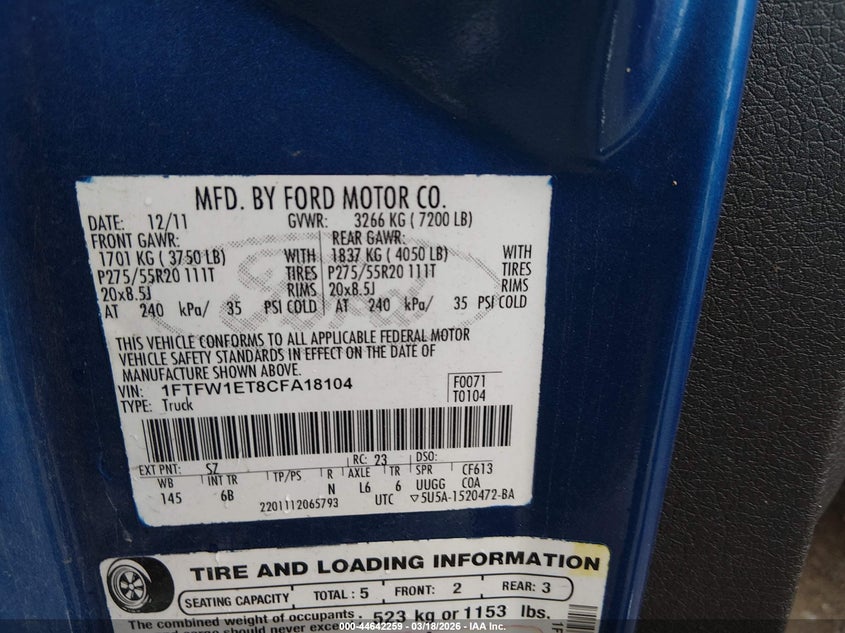 MFD. BY FORD MOTOR CO.
DATE: 12/11 GVWR: 3266 KG ( 7200 LB)
FRONT GAWR: REAR GAWR:
1701 KG ( 3750 LB) WITH 1837 KG ( 4050 LB) WITH
P275/55R20 111T TIRES P275/55R20 111T TIRES
20x8.5J RIMS 20x8.5J RIMS
AT 240 kPa/ 35 PSI COLD AT 240 kPa/ 35 PSI COLD
THIS VEHICLE CONFORMS TO ALL APPLICABLE FEDERAL MOTOR
VEHICLE SAFETY STANDARDS IN EFFECT ON THE DATE OF
MANUFACTURE SHOWN ABOVE.
VIN: 1FTFW1ET8CFA18104 F0071
TYPE: Truck T0104
EXT PNT: SZ RC: 23 DSO:
WB INT TR TP/PS R AXLE TR SPR CF613
145 6B N L6 6 UUGG COA
2201112065793 UTC ▽5U5A-1520472-BA
TIRE AND LOADING INFORMATION
SEATING CAPACITY TOTAL : 5 FRONT: 2 REAR: 3
The combined weight of occupants
523 kg or 1153 lbs.
000-44642259 - 03/18/2026 - IAA Inc.